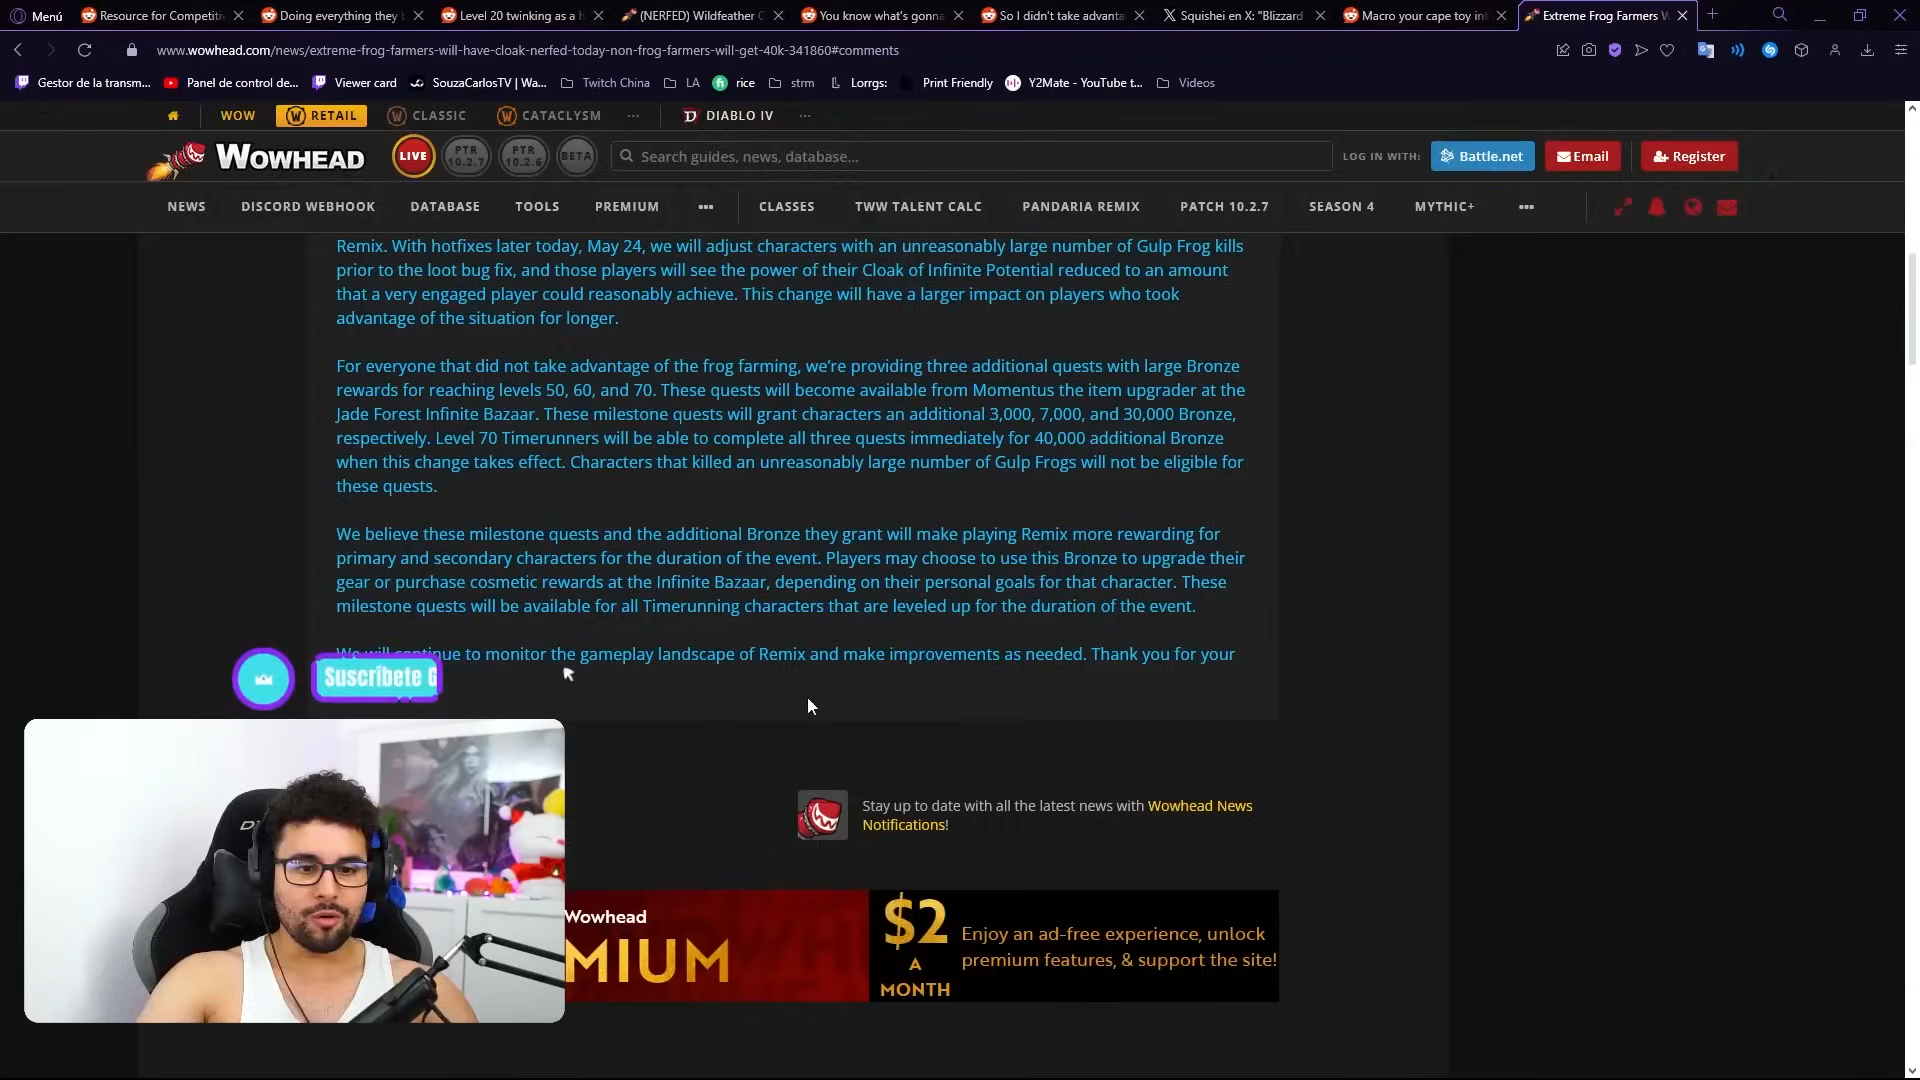 Menú
Resource for Competiti
Doing everything they
Level 20 twinking as a h
(NERFED) Wildfeather C
You know what's gonna
So I didn't take advanta
Squishei en X: "Blizzard
Macro your cape toy int
Extreme Frog Farmers W
www.wowhead.com/news/extreme-frog-farmers-will-have-cloak-nerfed-today-non-frog-farmers-will-get-40k-341860#comments
Gestor de la transm...
Panel de control de...
Viewer card
SouzaCarlosTV | Wa...
Twitch China
LA
rice
strm
Lorrgs:
Print Friendly
Y2Mate - YouTube t...
Videos
WOW
RETAIL
CLASSIC
CATACLYSM
DIABLO IV
WOWHEAD
LIVE
PTR 10.2.7
PTR 10.2.6
BETA
Search guides, news, database...
LOG IN WITH:
Battle.net
Email
Register
NEWS
DISCORD WEBHOOK
DATABASE
TOOLS
PREMIUM
CLASSES
TWW TALENT CALC
PANDARIA REMIX
PATCH 10.2.7
SEASON 4
MYTHIC+
Remix. With hotfixes later today, May 24, we will adjust characters with an unreasonably large number of Gulp Frog kills
prior to the loot bug fix, and those players will see the power of their Cloak of Infinite Potential reduced to an amount
that a very engaged player could reasonably achieve. This change will have a larger impact on players who took
advantage of the situation for longer.
For everyone that did not take advantage of the frog farming, we're providing three additional quests with large Bronze
rewards for reaching levels 50, 60, and 70. These quests will become available from Momentus the item upgrader at the
Jade Forest Infinite Bazaar. These milestone quests will grant characters an additional 3,000, 7,000, and 30,000 Bronze,
respectively. Level 70 Timerunners will be able to complete all three quests immediately for 40,000 additional Bronze
when this change takes effect. Characters that killed an unreasonably large number of Gulp Frogs will not be eligible for
these quests.
We believe these milestone quests and the additional Bronze they grant will make playing Remix more rewarding for
primary and secondary characters for the duration of the event. Players may choose to use this Bronze to upgrade their
gear or purchase cosmetic rewards at the Infinite Bazaar, depending on their personal goals for that character. These
milestone quests will be available for all Timerunning characters that are leveled up for the duration of the event.
We will continue to monitor the gameplay landscape of Remix and make improvements as needed. Thank you for your
Suscríbete G
Stay up to date with all the latest news with Wowhead News
Notifications!
Wowhead
MIUM
$2
A
MONTH
Enjoy an ad-free experience, unlock
premium features, & support the site!